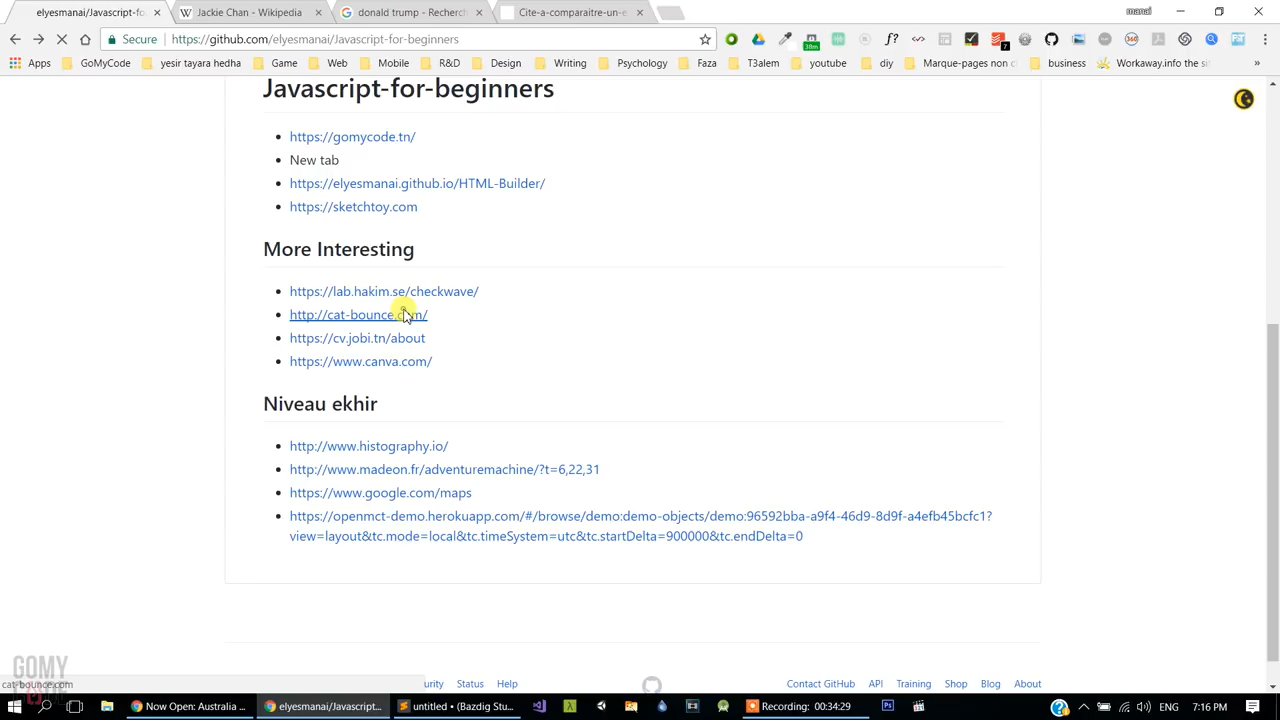 elyesmanai/Javascript-fo
Jackie Chan - Wikipedia
donald trump - Recherch
Cite-a-comparaitre-un-e
manai
Secure
https://github.com/elyesmanai/Javascript-for-beginners
38m
7
Apps
GoMyCode
yesir tayara hedha
Game
Web
Mobile
R&D
Design
Writing
Psychology
Faza
T3alem
youtube
diy
Marque-pages non c
business
Workaway.info the si
Javascript-for-beginners
https://gomycode.tn/
New tab
https://elyesmanai.github.io/HTML-Builder/
https://sketchtoy.com
More Interesting
https://lab.hakim.se/checkwave/
http://cat-bounce.com/
https://cv.jobi.tn/about
https://www.canva.com/
Niveau ekhir
http://www.histography.io/
http://www.madeon.fr/adventuremachine/?t=6,22,31
https://www.google.com/maps
https://openmct-demo.herokuapp.com/#/browse/demo:demo-objects/demo:96592bba-a9f4-46d9-8d9f-a4efb45bcfc1?
view=layout&tc.mode=local&tc.timeSystem=utc&tc.startDelta=900000&tc.endDelta=0
GOMY
cat-bounce.com
urity
Status
Help
Contact GitHub
API
Training
Shop
Blog
About
Now Open: Australia ...
elyesmanai/Javascript...
untitled • (Bazdig Stu...
Recording: 00:34:29
ENG
7:16 PM